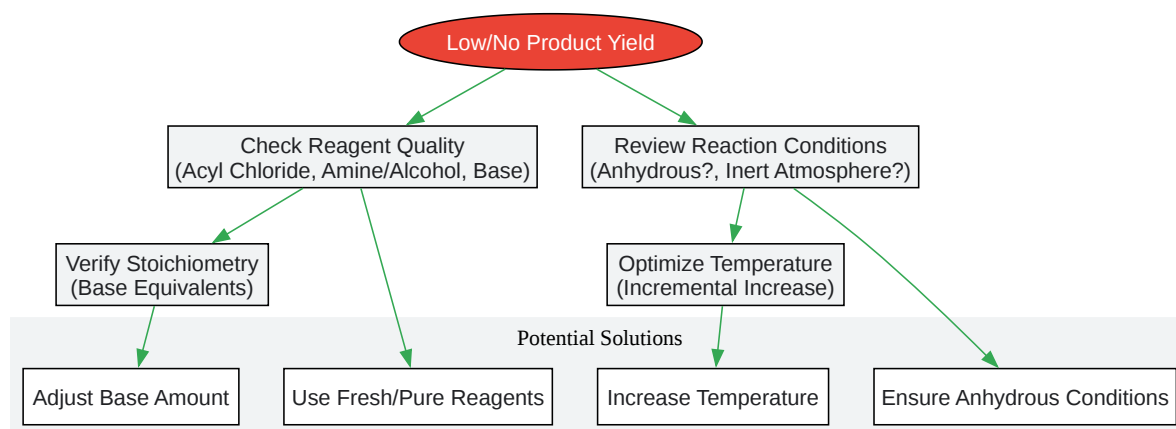 Low/No Product Yield
Check Reagent Quality
(Acyl Chloride, Amine/Alcohol, Base)
Review Reaction Conditions
(Anhydrous?, Inert Atmosphere?)
Verify Stoichiometry
(Base Equivalents)
Optimize Temperature
(Incremental Increase)
Potential Solutions
Adjust Base Amount
Use Fresh/Pure Reagents
Increase Temperature
Ensure Anhydrous Conditions